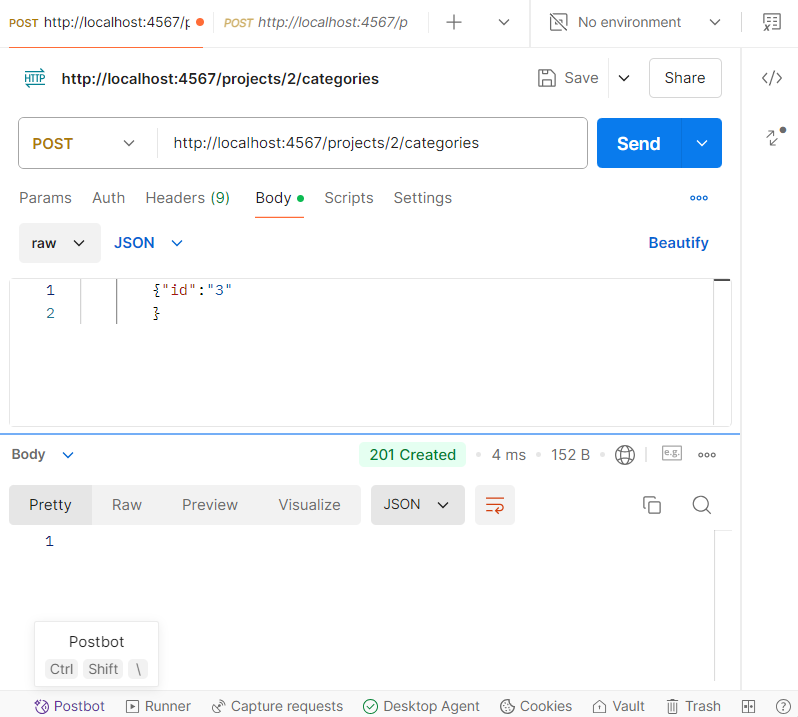 POST http://localhost:4567/p POST http://localhost:4567/p No environment
HTTP http://localhost:4567/projects/2/categories Save Share
POST http://localhost:4567/projects/2/categories Send
Params Auth Headers (9) Body Scripts Settings
raw JSON Beautify
1 {"id":"3"
2 }
Body 201 Created 4 ms 152 B e.g.
Pretty Raw Preview Visualize JSON
1
Postbot
Ctrl Shift \
Postbot Runner Capture requests Desktop Agent Cookies Vault Trash ?